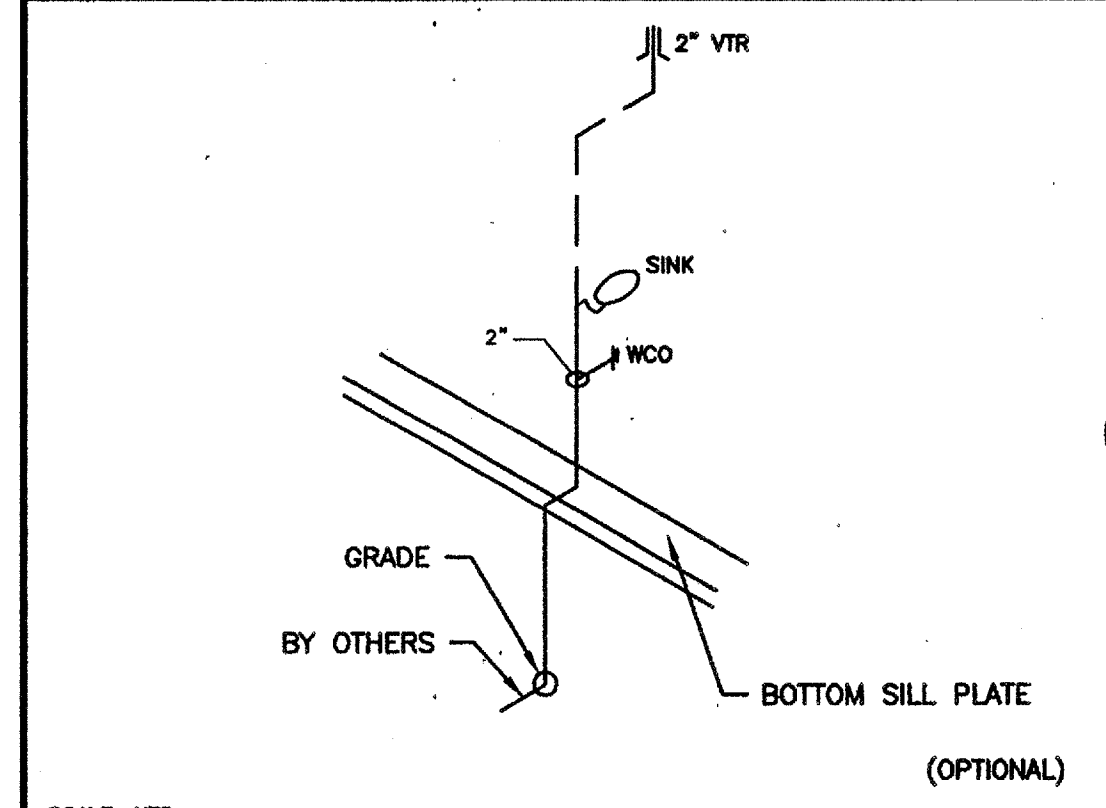 2" VTR
SINK
2"
WCO
GRADE
BY OTHERS
BOTTOM SILL PLATE
(OPTIONAL)